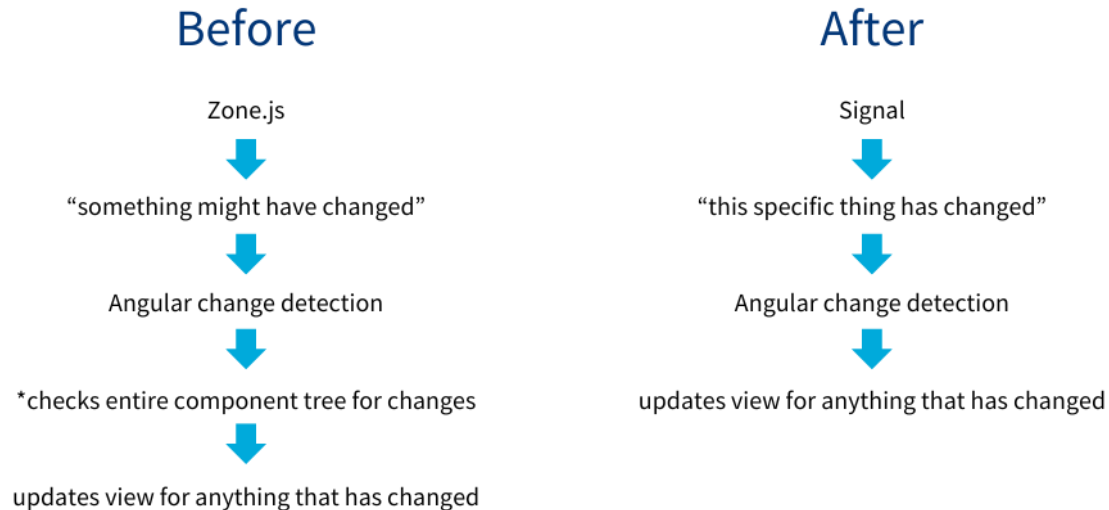 Before
Zone.js
“something might have changed”
Angular change detection
*checks entire component tree for changes
updates view for anything that has changed
After
Signal
“this specific thing has changed”
Angular change detection
updates view for anything that has changed